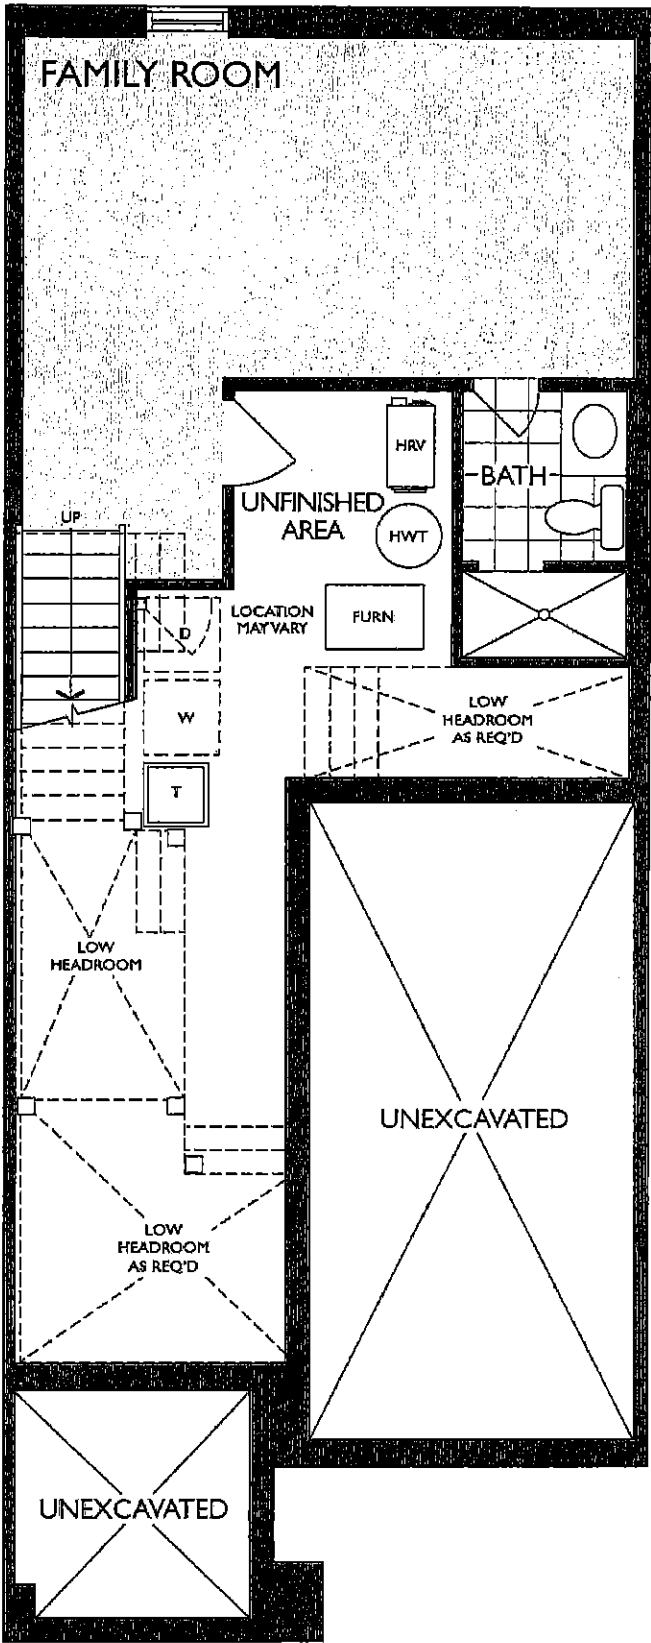 FAMILY ROOM
HRV
BATH
UNFINISHED
AREA
UP
HWT
LOCATION
MAY VARY
FURN
D
LOW
HEADROOM
AS REQ'D
W
T
LOW
HEADROOM
UNEXCAVATED
LOW
HEADROOM
AS REQ'D
UNEXCAVATED